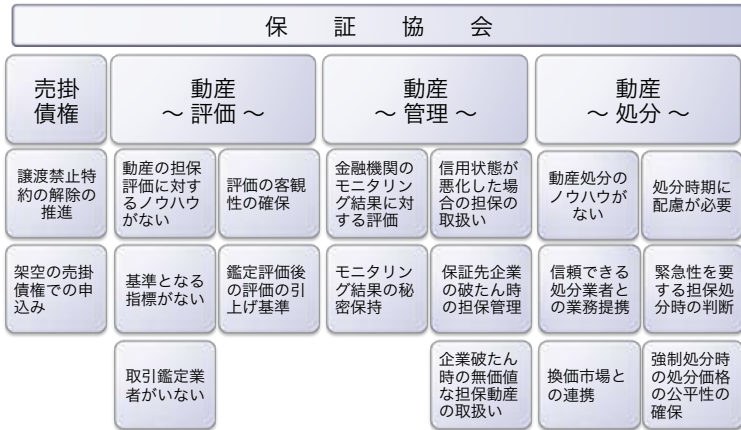 保証協会
売掛
債権
動産
～評価～
動産
～管理～
動産
～処分～
譲渡禁止特
約の解除の
推進
動産の担保
評価に対す
るノウハウ
がない
評価の客観
性の確保
金融機関の
モニタリン
グ結果に対
する評価
信用状態が
悪化した場
合の担保の
取扱い
動産処分の
ノウハウが
ない
処分時期に
配慮が必要
架空の売掛
債権での申
込み
基準となる
指標がない
鑑定評価後
の評価の引
上げ基準
モニタリン
グ結果の秘
密保持
保証先企業
の破たん時
の担保管理
信頼できる
処分業者と
の業務提携
緊急性を要
する担保処
分時の判断
取引鑑定業
者がいない
企業破たん
時の無価値
な担保動産
の取扱い
換価市場と
の連携
強制処分時
の処分価格
の公平性の
確保